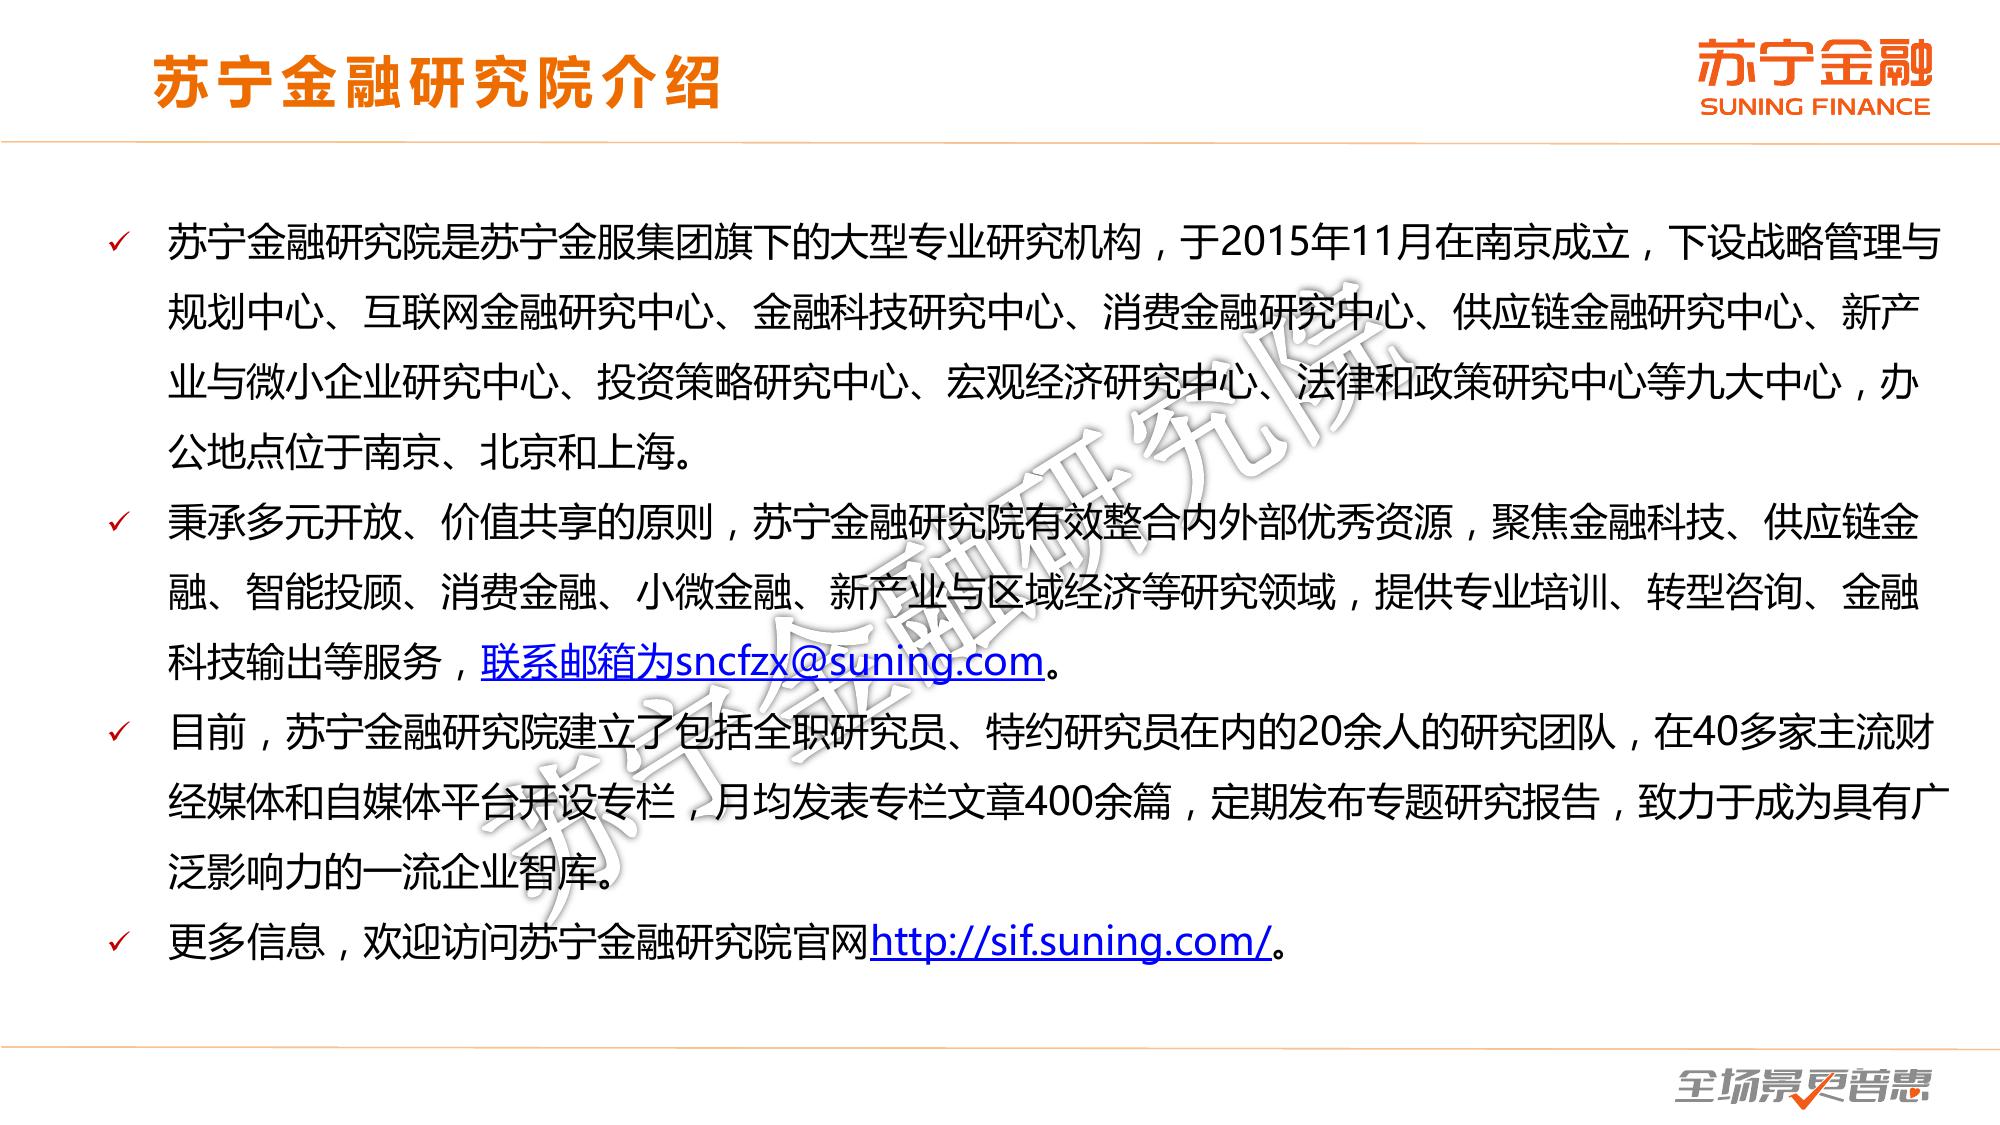 苏宁金融研究院介绍
苏宁金融
SUNING FINANCE
✓ 苏宁金融研究院是苏宁金服集团旗下的大型专业研究机构，于2015年11月在南京成立，下设战略管理与
规划中心、互联网金融研究中心、金融科技研究中心、消费金融研究中心、供应链金融研究中心、新产
业与微小企业研究中心、投资策略研究中心、宏观经济研究中心、法律和政策研究中心等九大中心，办
公地点位于南京、北京和上海。
✓ 秉承多元开放、价值共享的原则，苏宁金融研究院有效整合内外部优秀资源，聚焦金融科技、供应链金
融、智能投顾、消费金融、小微金融、新产业与区域经济等研究领域，提供专业培训、转型咨询、金融
科技输出等服务，联系邮箱为sncfzx@suning.com。
✓ 目前，苏宁金融研究院建立了包括全职研究员、特约研究员在内的20余人的研究团队，在40多家主流财
经媒体和自媒体平台开设专栏，月均发表专栏文章400余篇，定期发布专题研究报告，致力于成为具有广
泛影响力的一流企业智库。
✓ 更多信息，欢迎访问苏宁金融研究院官网http://sif.suning.com/。
苏宁金融研究院
全场景更普惠